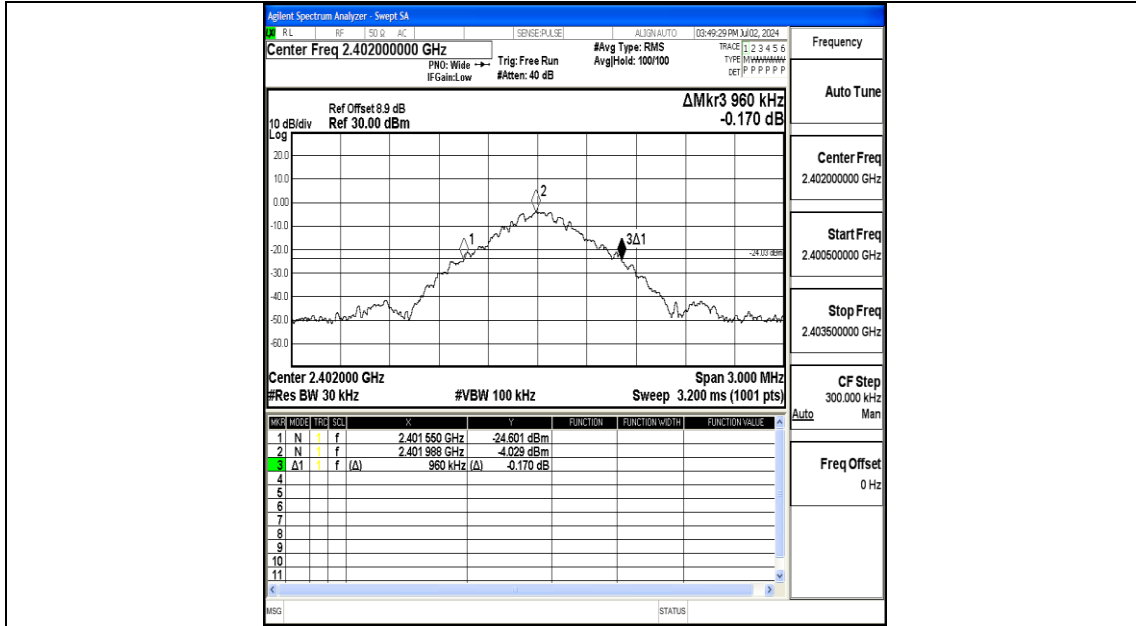 Agilent Spectrum Analyzer - Swept SA
RL RF 50 Ω AC SENSE:PULSE ALIGNAUTO 03:49:29 PM Jul 02, 2024
Center Freq 2.402000000 GHz
PNO: Wide
IFGain:Low
Trig: Free Run
#Atten: 40 dB
#Avg Type: RMS
Avg|Hold: 100/100
TRACE 1 2 3 4 5 6
TYPE MWWWWW
DET P P P P P P
Ref Offset 8.9 dB
Ref 30.00 dBm
10 dB/div
Log
ΔMkr3 960 kHz
-0.170 dB
20.0
10.0
0.00
-10.0
-20.0
-30.0
-40.0
-50.0
-60.0
1
2
3Δ1
-24.03 dBm
Center 2.402000 GHz Span 3.000 MHz
#Res BW 30 kHz #VBW 100 kHz Sweep 3.200 ms (1001 pts)
MKR MODE TRC SCL X Y FUNCTION FUNCTION WIDTH FUNCTION VALUE
1 N 1 f 2.401 550 GHz -24.601 dBm
2 N 1 f 2.401 988 GHz -4.029 dBm
3 Δ1 1 f (Δ) 960 kHz (Δ) -0.170 dB
4
5
6
7
8
9
10
11
MSG STATUS
Frequency
Auto Tune
Center Freq
2.402000000 GHz
Start Freq
2.400500000 GHz
Stop Freq
2.403500000 GHz
CF Step
300.000 kHz
Auto Man
Freq Offset
0 Hz